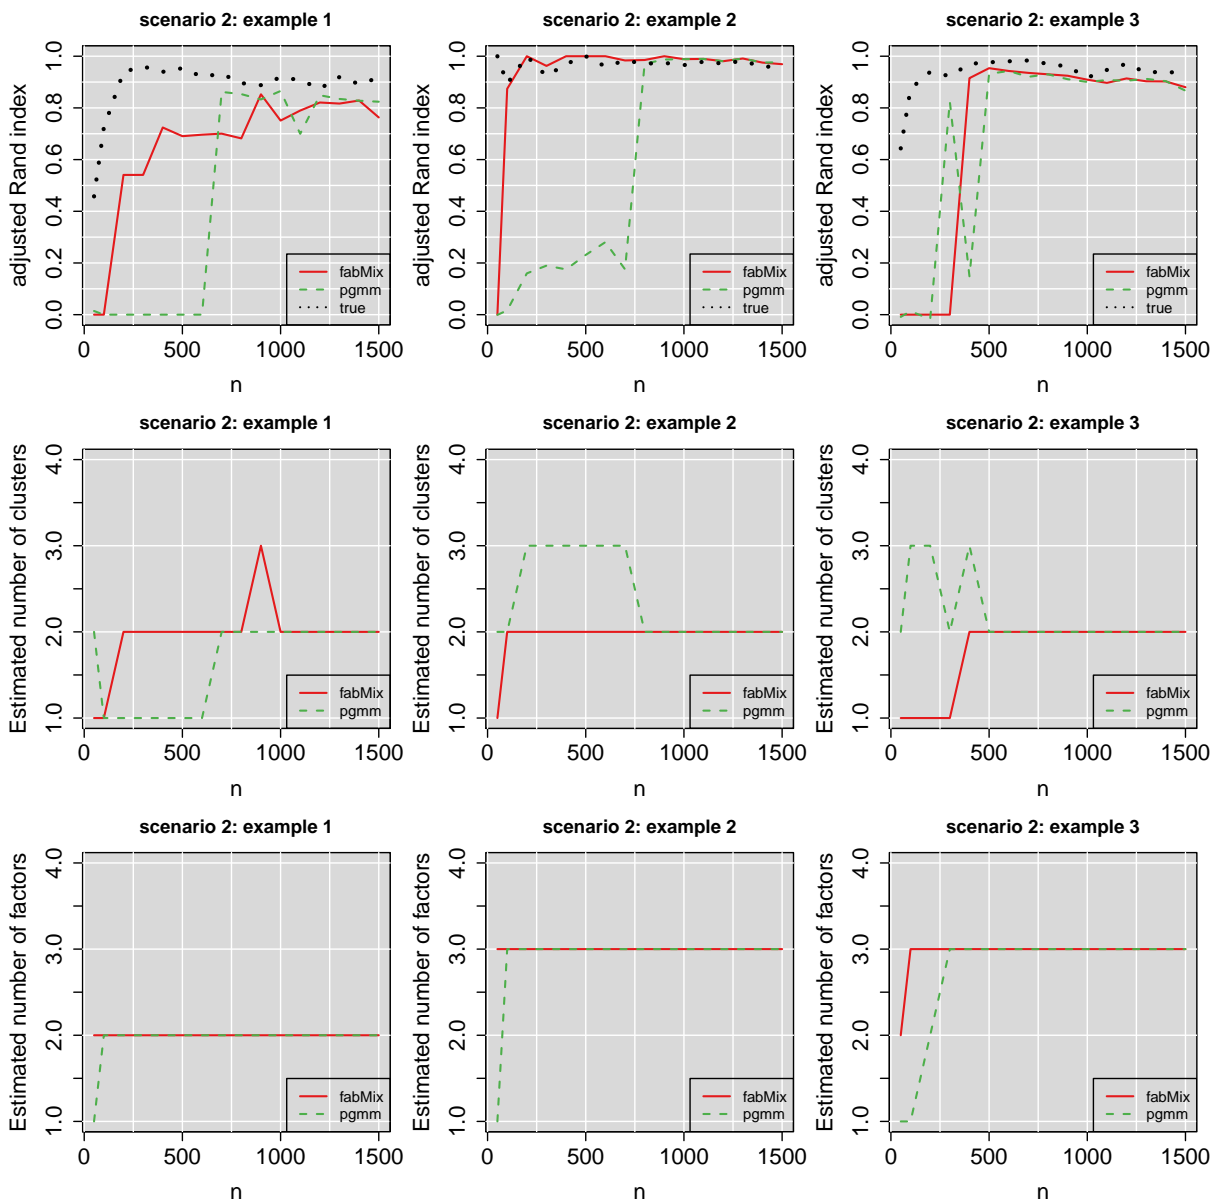 scenario 2: example 1
adjusted Rand index
0.0 0.2 0.4 0.6 0.8 1.0
fabMix
pgmm
true
0 500 1000 1500
n
scenario 2: example 2
adjusted Rand index
0.0 0.2 0.4 0.6 0.8 1.0
fabMix
pgmm
true
0 500 1000 1500
n
scenario 2: example 3
adjusted Rand index
0.0 0.2 0.4 0.6 0.8 1.0
fabMix
pgmm
true
0 500 1000 1500
n
scenario 2: example 1
Estimated number of clusters
1.0 2.0 3.0 4.0
fabMix
pgmm
0 500 1000 1500
n
scenario 2: example 2
Estimated number of clusters
1.0 2.0 3.0 4.0
fabMix
pgmm
0 500 1000 1500
n
scenario 2: example 3
Estimated number of clusters
1.0 2.0 3.0 4.0
fabMix
pgmm
0 500 1000 1500
n
scenario 2: example 1
Estimated number of factors
1.0 2.0 3.0 4.0
fabMix
pgmm
0 500 1000 1500
n
scenario 2: example 2
Estimated number of factors
1.0 2.0 3.0 4.0
fabMix
pgmm
0 500 1000 1500
n
scenario 2: example 3
Estimated number of factors
1.0 2.0 3.0 4.0
fabMix
pgmm
0 500 1000 1500
n